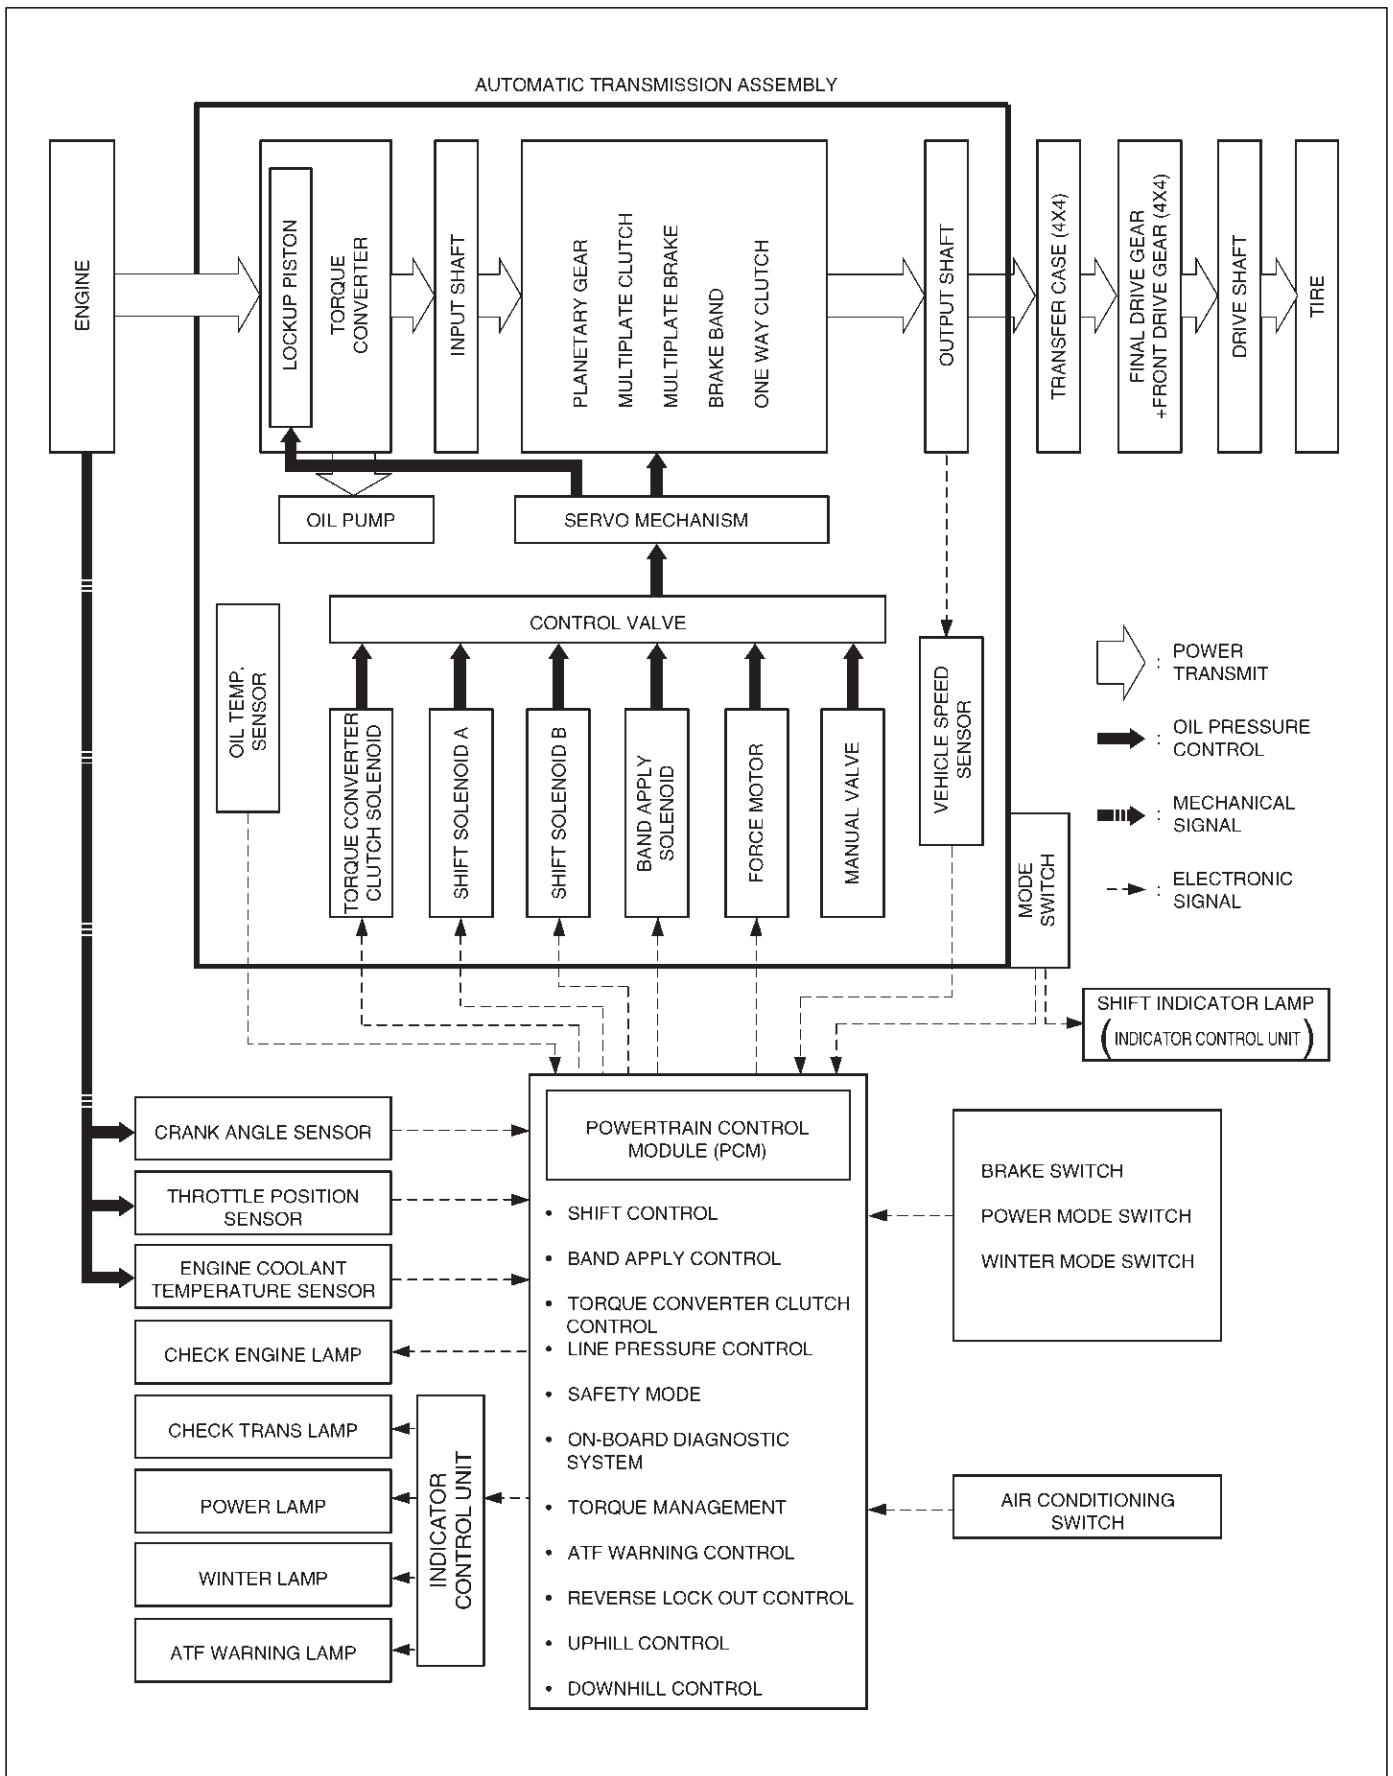 AUTOMATIC TRANSMISSION ASSEMBLY
ENGINE
LOCKUP PISTON
TORQUE
CONVERTER
INPUT SHAFT
PLANETARY GEAR
MULTIPLATE CLUTCH
MULTIPLATE BRAKE
BRAKE BAND
ONE WAY CLUTCH
OUTPUT SHAFT
TRANSFER CASE (4X4)
FINAL DRIVE GEAR
+FRONT DRIVE GEAR (4X4)
DRIVE SHAFT
TIRE
OIL PUMP
SERVO MECHANISM
CONTROL VALVE
OIL TEMP.
SENSOR
TORQUE CONVERTER
CLUTCH SOLENOID
SHIFT SOLENOID A
SHIFT SOLENOID B
BAND APPLY
SOLENOID
FORCE MOTOR
MANUAL VALVE
VEHICLE SPEED
SENSOR
MODE
SWITCH
: POWER
TRANSMIT
: OIL PRESSURE
CONTROL
: MECHANICAL
SIGNAL
: ELECTRONIC
SIGNAL
SHIFT INDICATOR LAMP
(INDICATOR CONTROL UNIT)
CRANK ANGLE SENSOR
THROTTLE POSITION
SENSOR
ENGINE COOLANT
TEMPERATURE SENSOR
CHECK ENGINE LAMP
CHECK TRANS LAMP
POWER LAMP
WINTER LAMP
ATF WARNING LAMP
INDICATOR
CONTROL UNIT
POWERTRAIN CONTROL
MODULE (PCM)
• SHIFT CONTROL
• BAND APPLY CONTROL
• TORQUE CONVERTER CLUTCH
CONTROL
• LINE PRESSURE CONTROL
• SAFETY MODE
• ON-BOARD DIAGNOSTIC
SYSTEM
• TORQUE MANAGEMENT
• ATF WARNING CONTROL
• REVERSE LOCK OUT CONTROL
• UPHILL CONTROL
• DOWNHILL CONTROL
BRAKE SWITCH
POWER MODE SWITCH
WINTER MODE SWITCH
AIR CONDITIONING
SWITCH